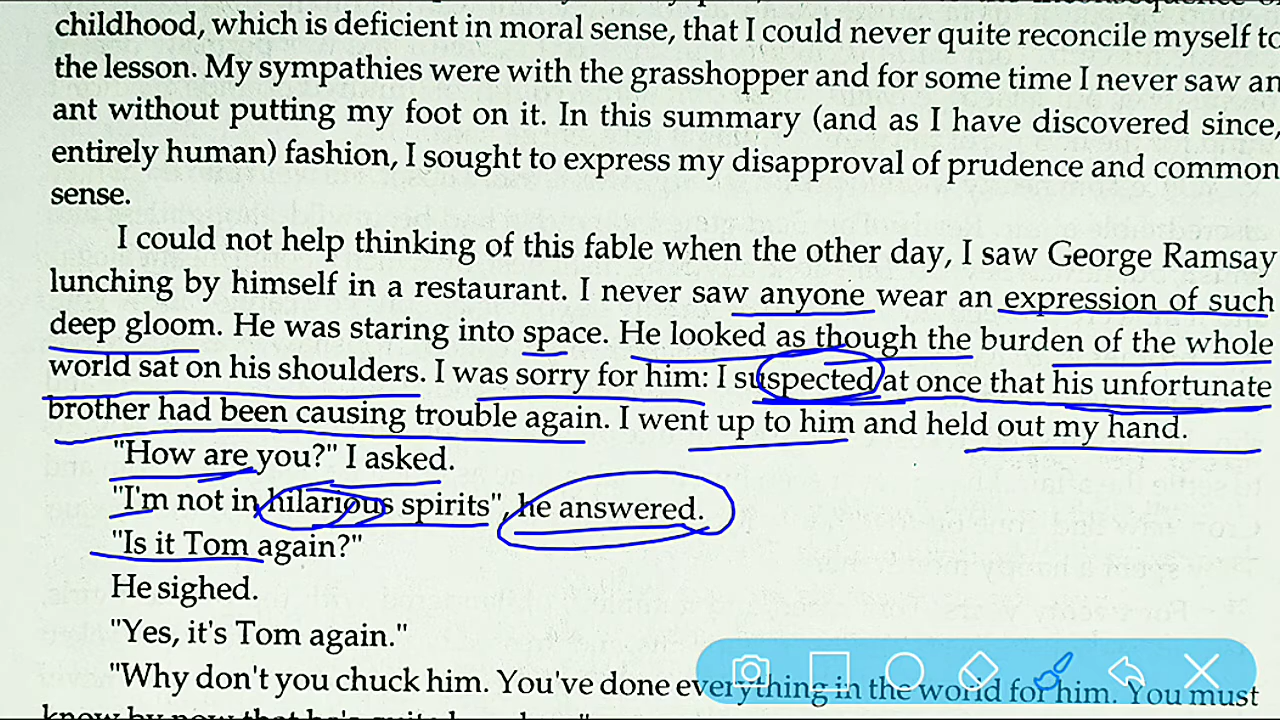 childhood, which is deficient in moral sense, that I could never quite reconcile myself to
the lesson. My sympathies were with the grasshopper and for some time I never saw an
ant without putting my foot on it. In this summary (and as I have discovered since,
entirely human) fashion, I sought to express my disapproval of prudence and common
sense.
I could not help thinking of this fable when the other day, I saw George Ramsay
lunching by himself in a restaurant. I never saw anyone wear an expression of such
deep gloom. He was staring into space. He looked as though the burden of the whole
world sat on his shoulders. I was sorry for him: I suspected at once that his unfortunate
brother had been causing trouble again. I went up to him and held out my hand.
"How are you?" I asked.
"I'm not in hilarious spirits", he answered.
"Is it Tom again?"
He sighed.
"Yes, it's Tom again."
"Why don't you chuck him. You've done everything in the world for him. You must